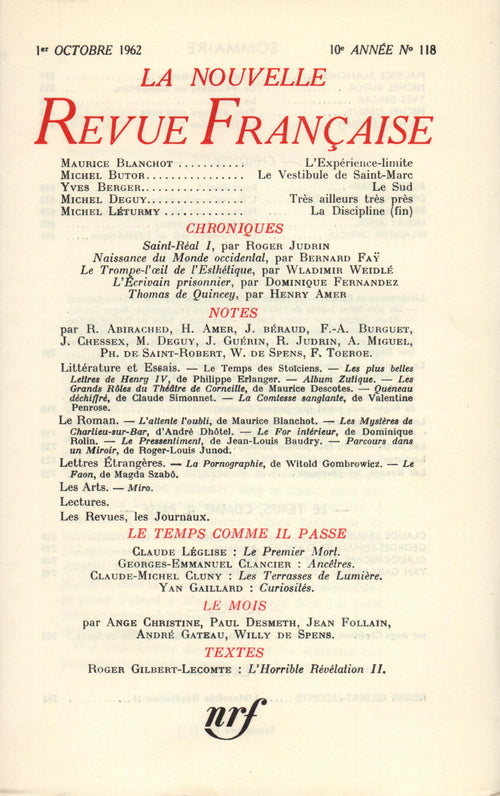 1er OCTOBRE 1962 10e ANNÉE No 118
LA NOUVELLE
REVUE FRANÇAISE
MAURICE BLANCHOT ........... L'Expérience-limite
MICHEL BUTOR................ Le Vestibule de Saint-Marc
YVES BERGER................. Le Sud
MICHEL DEGUY................ Très ailleurs très près
MICHEL LÉTURMY ............. La Discipline (fin)
CHRONIQUES
Saint-Réal I, par ROGER JUDRIN
Naissance du Monde occidental, par BERNARD FAŸ
Le Trompe-l'œil de l'Esthétique, par WLADIMIR WEIDLÉ
L'Écrivain prisonnier, par DOMINIQUE FERNANDEZ
Thomas de Quincey, par HENRY AMER
NOTES
par R. ABIRACHED, H. AMER, J. BÉRAUD, F.-A. BURGUET,
J. CHESSEX, M. DEGUY, J. GUÉRIN, R. JUDRIN, A. MIGUEL,
PH. DE SAINT-ROBERT, W. DE SPENS, F. TOEROE.
Littérature et Essais. — Le Temps des Stoïciens. — Les plus belles
Lettres de Henry IV, de Philippe Erlanger. — Album Zutique. — Les
Grands Rôles du Théâtre de Corneille, de Maurice Descotes. — Queneau
déchiffré, de Claude Simonnet. — La Comtesse sanglante, de Valentine
Penrose.
Le Roman. — L'attente l'oubli, de Maurice Blanchot. — Les Mystères de
Charlieu-sur-Bar, d'André Dhôtel. — Le For intérieur, de Dominique
Rolin. — Le Pressentiment, de Jean-Louis Baudry. — Parcours dans
un Miroir, de Roger-Louis Junod.
Lettres Étrangères. — La Pornographie, de Witold Gombrowicz. — Le
Faon, de Magda Szabó.
Les Arts. — Miro.
Lectures.
Les Revues, les Journaux.
LE TEMPS COMME IL PASSE
CLAUDE LÉGLISE : Le Premier Mort.
GEORGES-EMMANUEL CLANCIER : Ancêtres.
CLAUDE-MICHEL CLUNY : Les Terrasses de Lumière.
YAN GAILLARD : Curiosités.
LE MOIS
par ANGE CHRISTINE, PAUL DESMETH, JEAN FOLLAIN,
ANDRÉ GATEAU, WILLY DE SPENS.
TEXTES
ROGER GILBERT-LECOMTE : L'Horrible Révélation II.
nrf